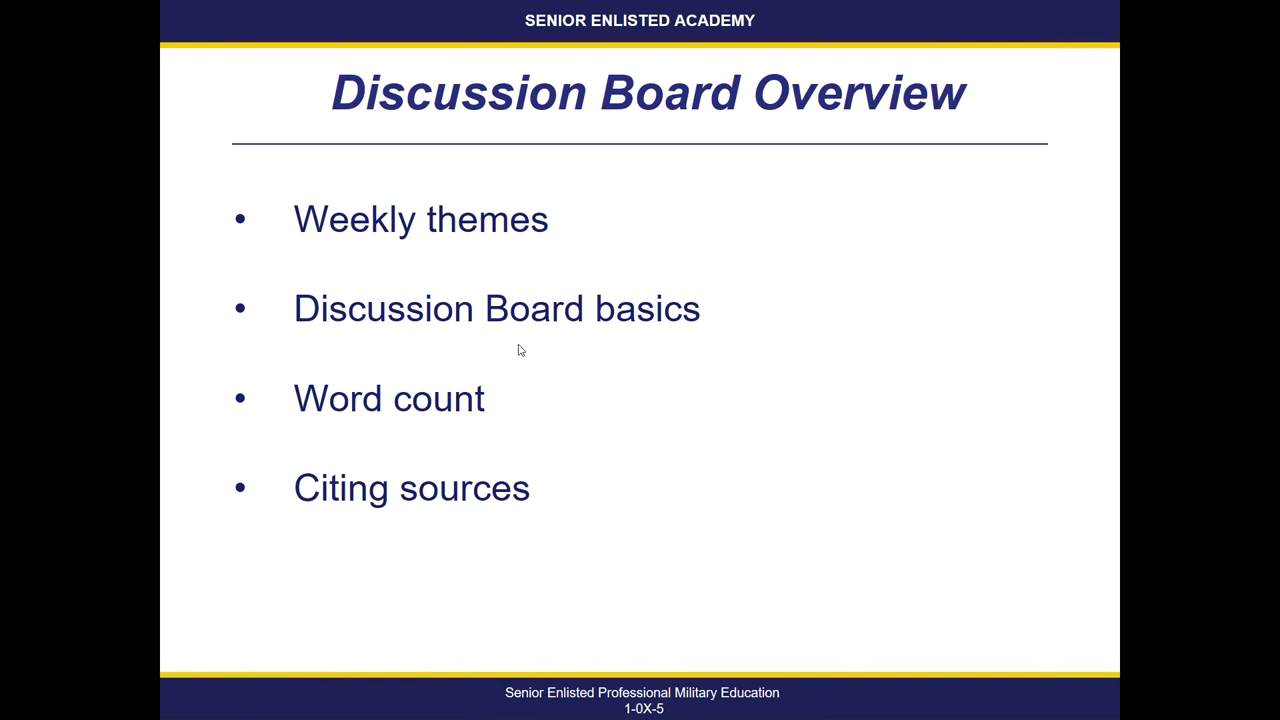 SENIOR ENLISTED ACADEMY
Discussion Board Overview
• Weekly themes
• Discussion Board basics
• Word count
• Citing sources
Senior Enlisted Professional Military Education
1-0X-5